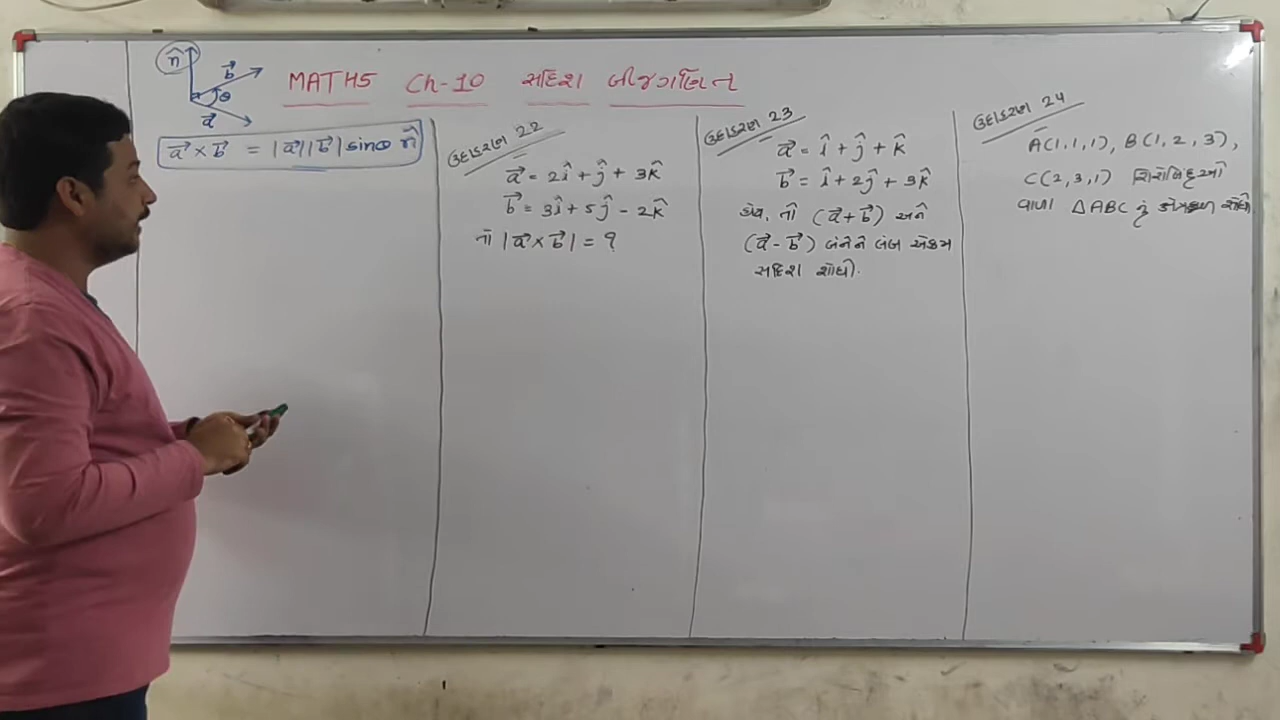 n̂
b⃗
θ
a⃗
MATHS Ch-10 સદિશ બીજગણિત
a⃗ × b⃗ = |a⃗||b⃗| sinθ n̂
ઉદાહરણ 22
a⃗ = 2î + ĵ + 3k̂
b⃗ = 3î + 5ĵ - 2k̂
તો |a⃗ × b⃗| = ?
ઉદાહરણ 23
a⃗ = î + ĵ + k̂
b⃗ = î + 2ĵ + 3k̂
હોય, તો (a⃗ + b⃗) અને
(a⃗ - b⃗) બંનેને લંબ એકમ
સદિશ શોધો.
ઉદાહરણ 24
A(1,1,1), B(1,2,3),
C(2,3,1) શિરોબિંદુઓ
વાળા ΔABC નું શોધો